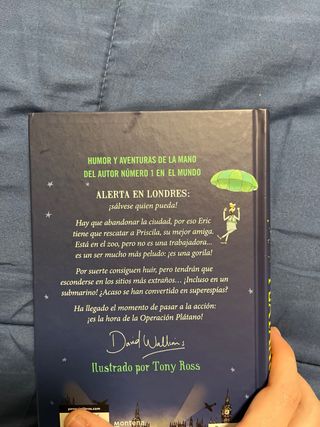 HUMOR Y AVENTURAS DE LA MANO
DEL AUTOR NÚMERO 1 EN EL MUNDO
ALERTA EN LONDRES:
¡sálvese quien pueda!
Hay que abandonar la ciudad, por eso Eric
tiene que rescatar a Priscila, su mejor amiga.
Está en el zoo, pero no es una trabajadora...
es un ser mucho más peludo: ¡es una gorila!
Por suerte consiguen huir, pero tendrán que
esconderse en los sitios más extraños... ¡Incluso en un
submarino! ¿Acaso se han convertido en superespías?
Ha llegado el momento de pasar a la acción:
¡es la hora de la Operación Plátano!
David Walliams
Ilustrado por Tony Ross
montena